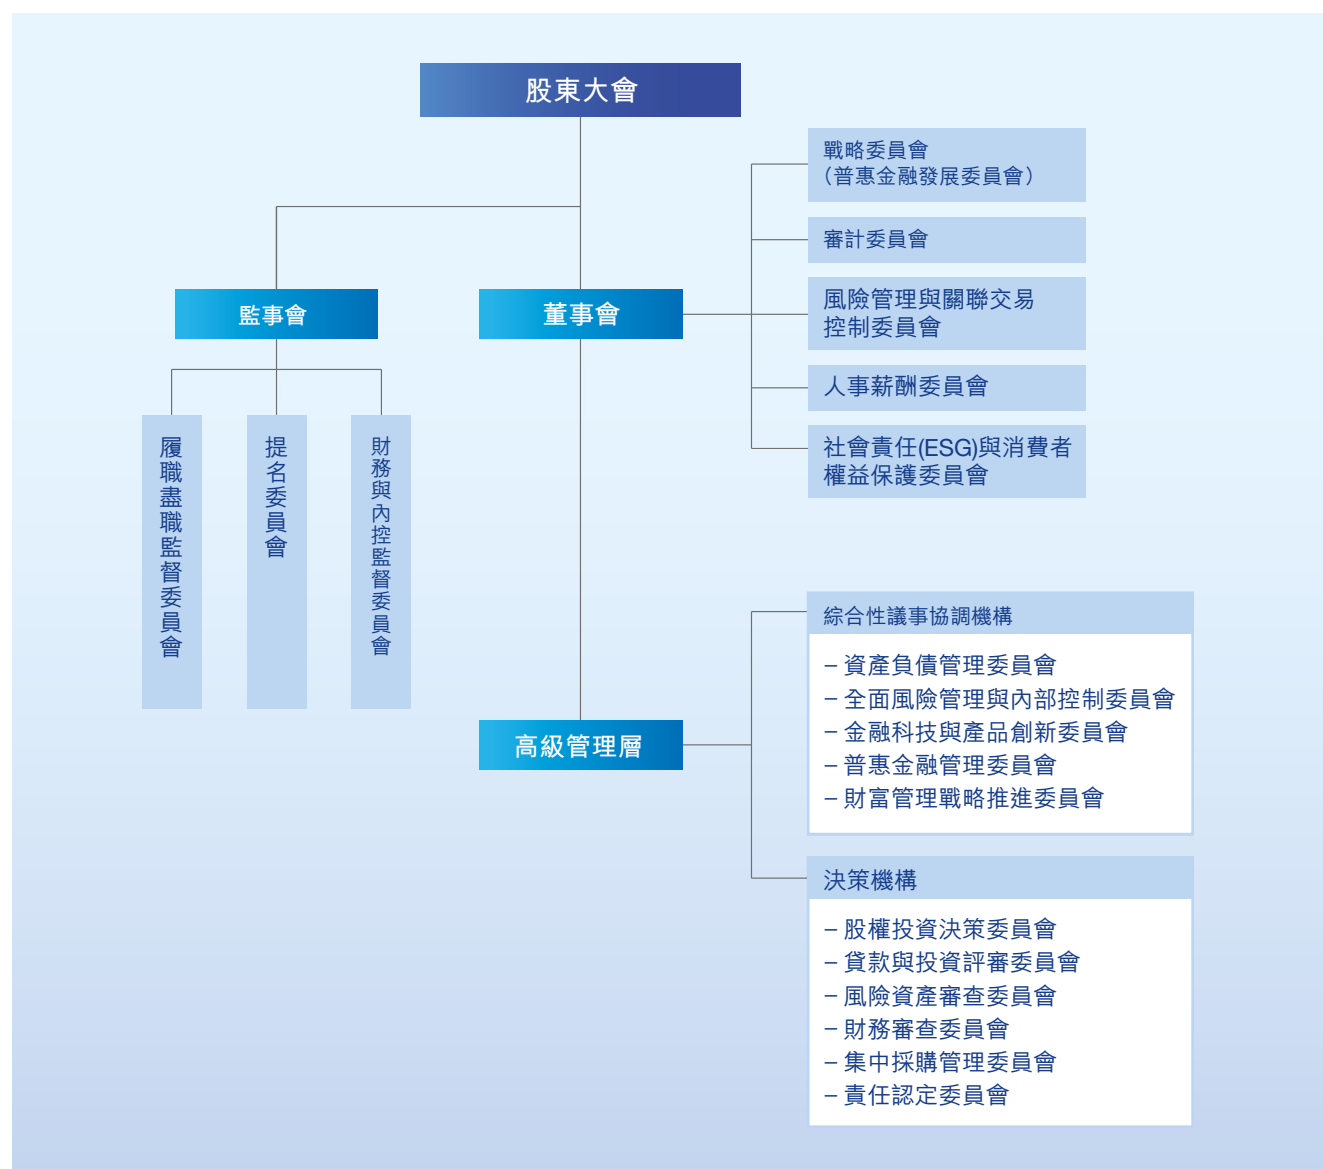 股東大會
監事會
董事會
履職盡職監督委員會
提名委員會
財務與內控監督委員會
戰略委員會
（普惠金融發展委員會）
審計委員會
風險管理與關聯交易
控制委員會
人事薪酬委員會
社會責任(ESG)與消費者
權益保護委員會
高級管理層
綜合性議事協調機構
– 資產負債管理委員會
– 全面風險管理與內部控制委員會
– 金融科技與產品創新委員會
– 普惠金融管理委員會
– 財富管理戰略推進委員會
決策機構
– 股權投資決策委員會
– 貸款與投資評審委員會
– 風險資產審查委員會
– 財務審查委員會
– 集中採購管理委員會
– 責任認定委員會